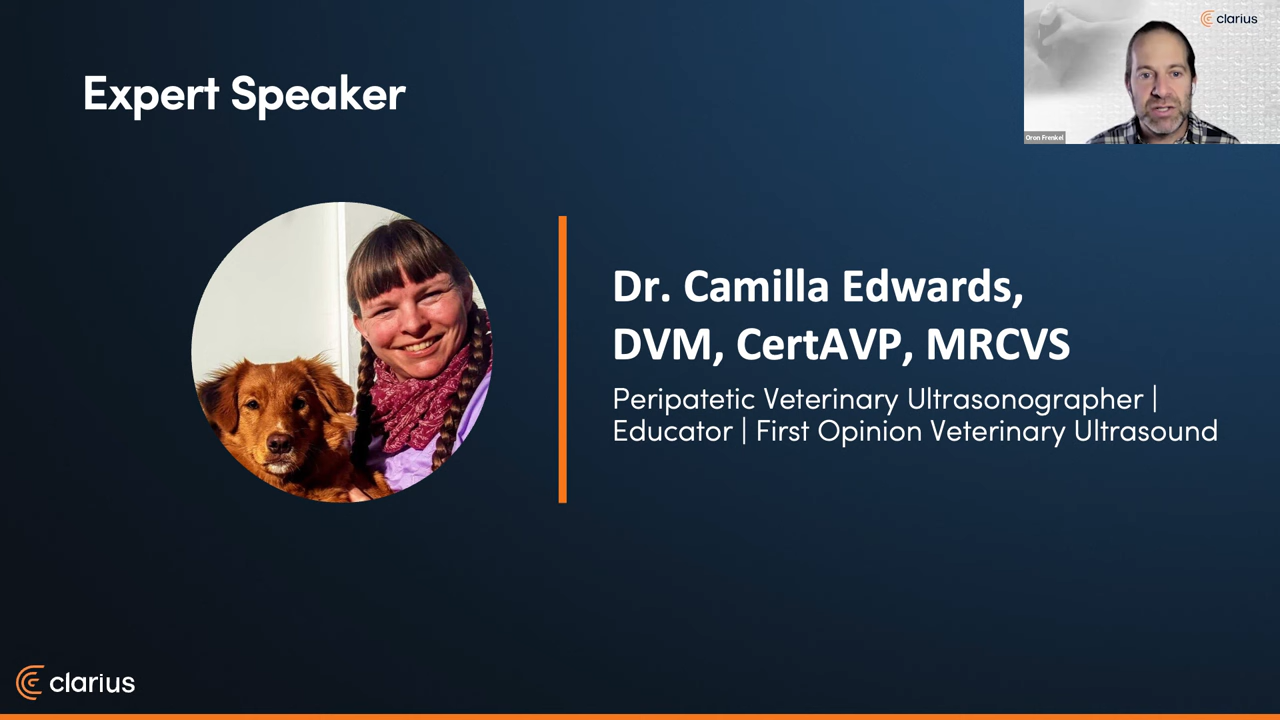 clarius
Expert Speaker
Oron Frenkel
Dr. Camilla Edwards,
DVM, CertAVP, MRCVS
Peripatetic Veterinary Ultrasonographer |
Educator | First Opinion Veterinary Ultrasound
clarius